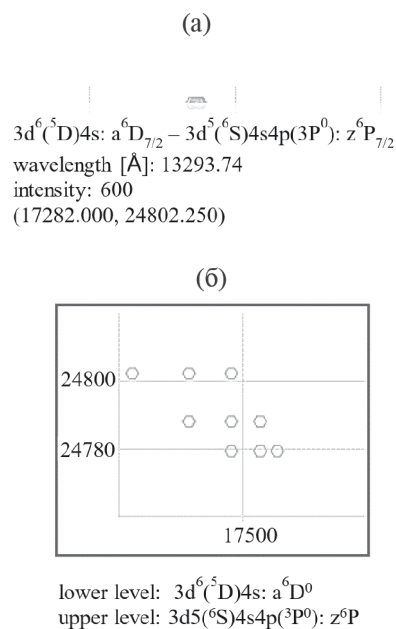 (а)
3d⁶(⁵D)4s: a⁶D₇/₂ – 3d⁵(⁶S)4s4p(3P⁰): z⁶P₇/₂
wavelength [Å]: 13293.74
intensity: 600
(17282.000, 24802.250)
(б)
24800
24780
17500
lower level: 3d⁶(⁵D)4s: a⁶D⁰
upper level: 3d5(⁶S)4s4p(³P⁰): z⁶P